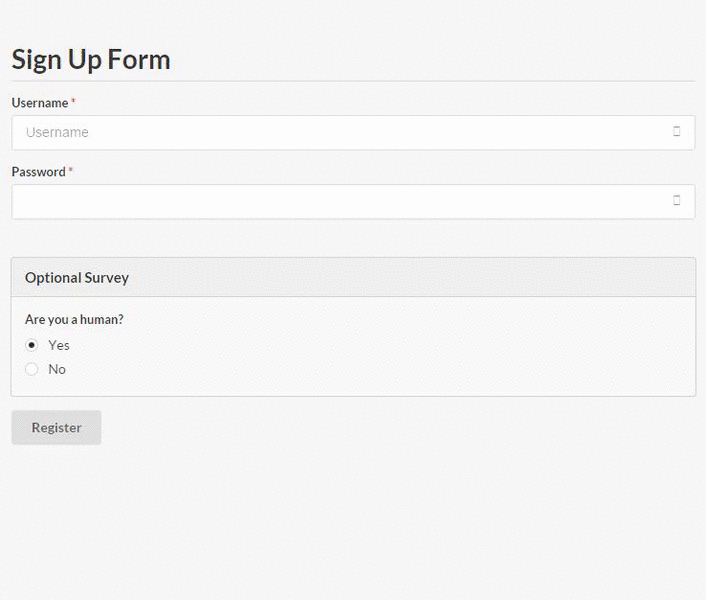 Sign Up Form
Username *
Username
Password *
Optional Survey
Are you a human?
Yes
No
Register